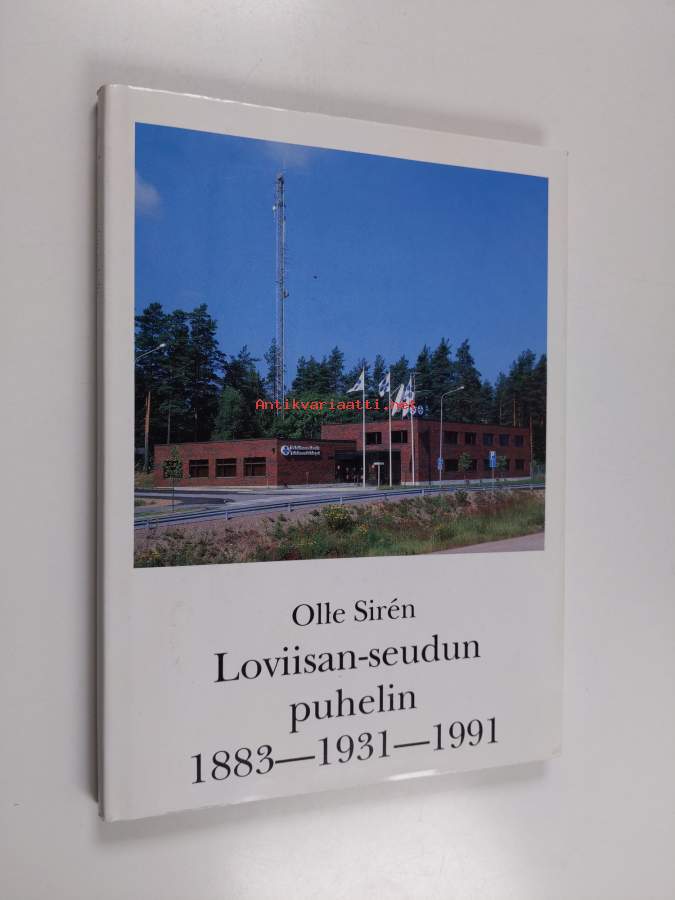 Antikvariaatti.net
Olle Sirén
Loviisan-seudun
puhelin
1883—1931—1991